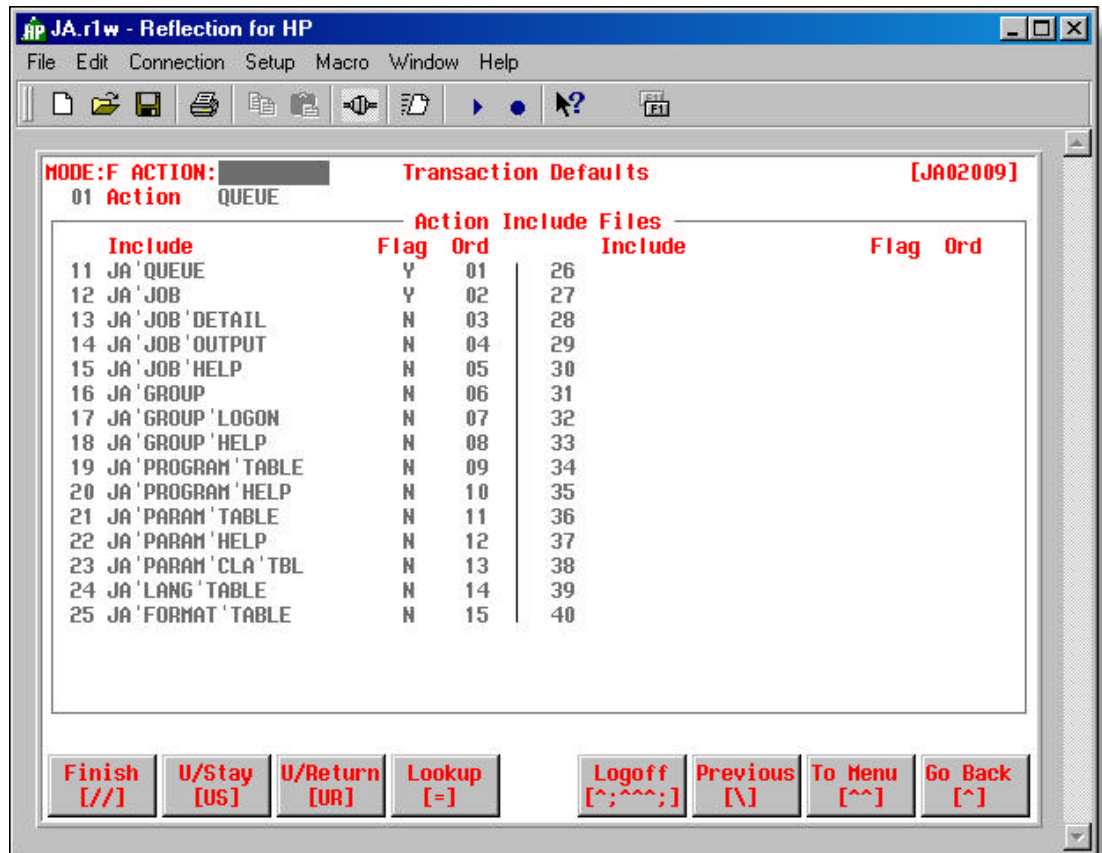 JA.r1w - Reflection for HP
File Edit Connection Setup Macro Window Help
MODE:F ACTION: Transaction Defaults [JA02009]
01 Action QUEUE
Action Include Files
Include Flag Ord Include Flag Ord
11 JA'QUEUE Y 01 26
12 JA'JOB Y 02 27
13 JA'JOB'DETAIL N 03 28
14 JA'JOB'OUTPUT N 04 29
15 JA'JOB'HELP N 05 30
16 JA'GROUP N 06 31
17 JA'GROUP'LOGON N 07 32
18 JA'GROUP'HELP N 08 33
19 JA'PROGRAM'TABLE N 09 34
20 JA'PROGRAM'HELP N 10 35
21 JA'PARAM'TABLE N 11 36
22 JA'PARAM'HELP N 12 37
23 JA'PARAM'CLA'TBL N 13 38
24 JA'LANG'TABLE N 14 39
25 JA'FORMAT'TABLE N 15 40
Finish U/Stay U/Return Lookup Logoff Previous To Menu Go Back
[//] [US] [UR] [=] [^;^^^;] [\] [^^] [^]